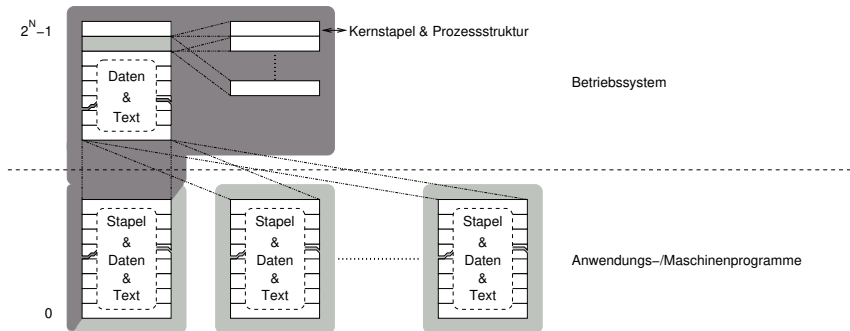 2^N−1
Kernstapel & Prozessstruktur
Daten
&
Text
Betriebssystem
Stapel
&
Daten
&
Text
Stapel
&
Daten
&
Text
Stapel
&
Daten
&
Text
Anwendungs−/Maschinenprogramme
0